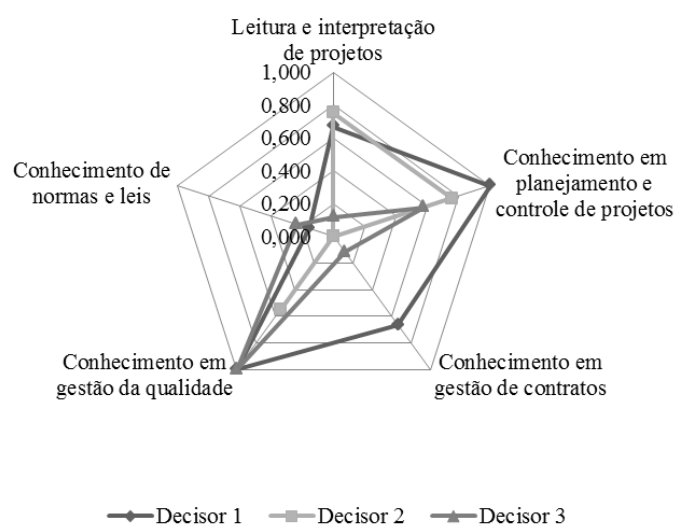 Leitura e interpretação
de projetos
1,000
0,800
0,600
0,400
0,200
0,000
Conhecimento em
planejamento e
controle de projetos
Conhecimento em
gestão de contratos
Conhecimento em
gestão da qualidade
Conhecimento de
normas e leis
Decisor 1
Decisor 2
Decisor 3